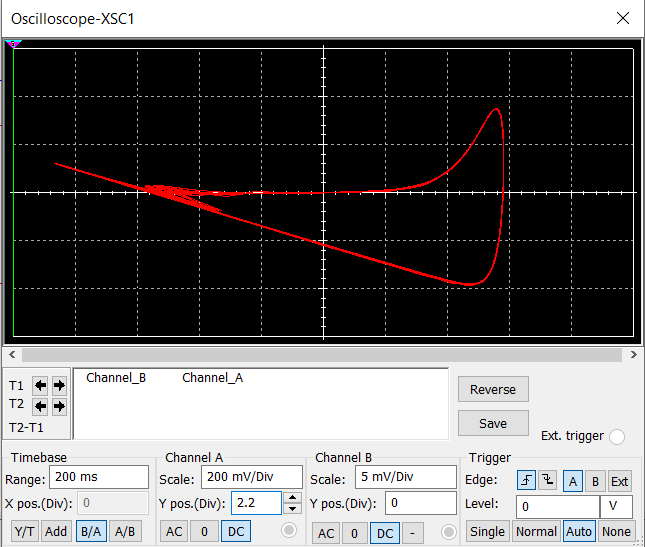 Oscilloscope-XSC1
Channel_B Channel_A
T1
T2
T2-T1
Reverse
Save
Ext. trigger
Timebase
Range: 200 ms
X pos.(Div): 0
Y/T Add B/A A/B
Channel A
Scale: 200 mV/Div
Y pos.(Div): 2.2
AC 0 DC
Channel B
Scale: 5 mV/Div
Y pos.(Div): 0
AC 0 DC -
Trigger
Edge: A B Ext
Level: 0 V
Single Normal Auto None